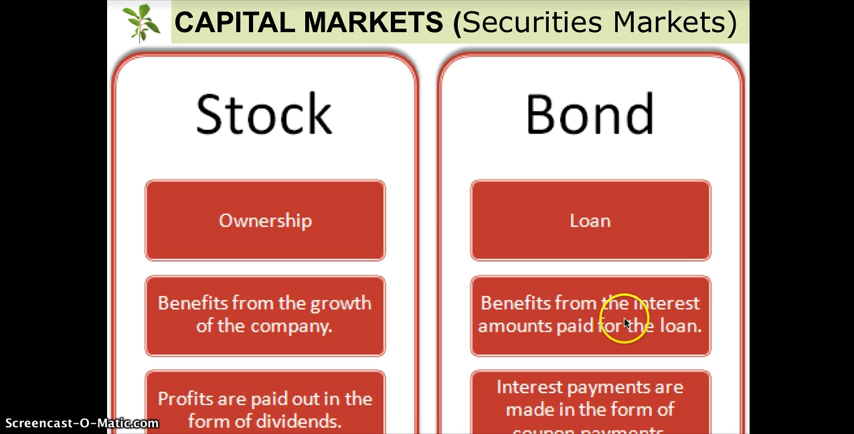 CAPITAL MARKETS (Securities Markets)
Stock
Ownership
Benefits from the growth
of the company.
Profits are paid out in the
form of dividends.
Bond
Loan
Benefits from the interest
amounts paid for the loan.
Interest payments are
made in the form of
coupon payments.
Screencast-O-Matic.com